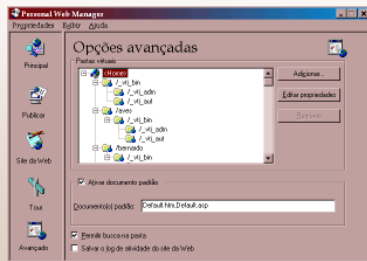 Personal Web Manager
Propriedades Exibir Ajuda
Principal
Publicar
Site da Web
Tour
Avançado
Opções avançadas
Pastas virtuais
<Home>
/_vti_bin
/_vti_adm
/_vti_aut
/aves
/_vti_bin
/_vti_adm
/_vti_aut
/bernardo
/_vti_bin
Adicionar...
Editar propriedades
Remover
Ativar documento padrão
Documento(s) padrão:
Default.htm,Default.asp
Permitir busca na pasta
Salvar o log de atividade do site da Web